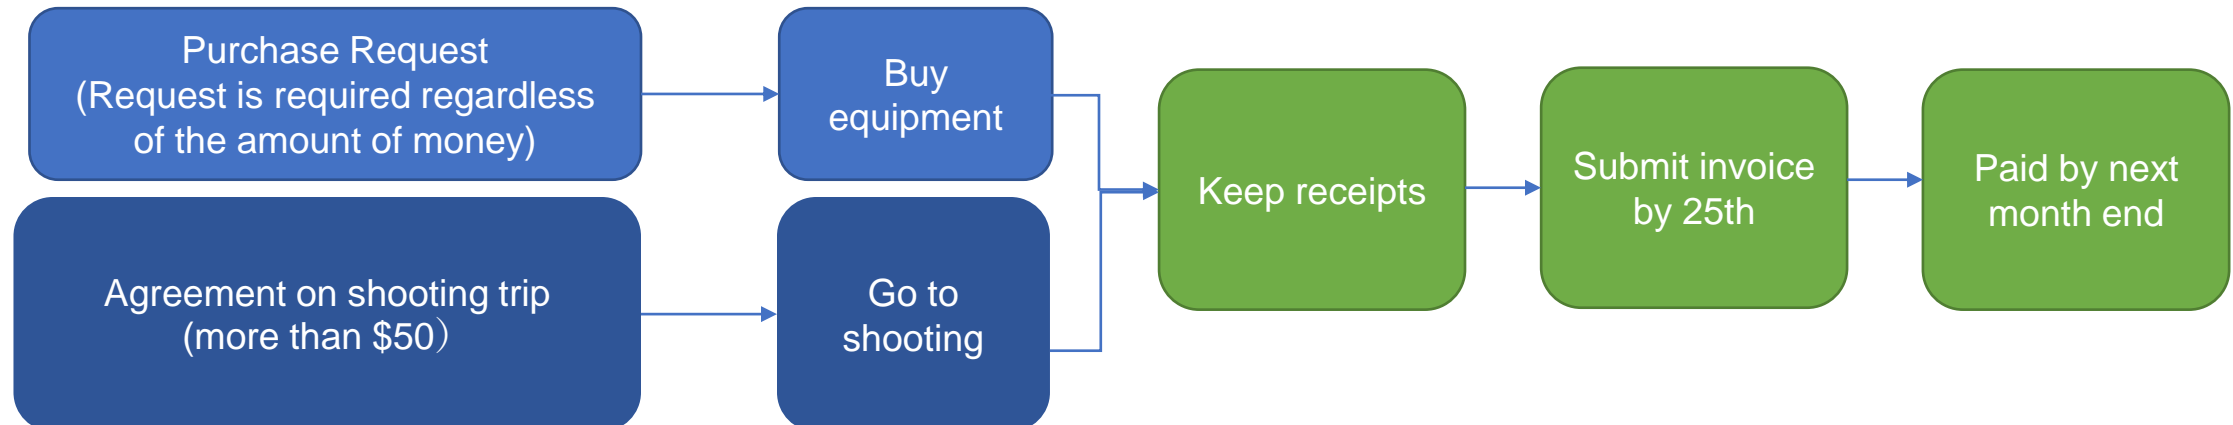 Purchase Request
(Request is required regardless
of the amount of money)
Buy
equipment
Agreement on shooting trip
(more than $50）
Go to
shooting
Keep receipts
Submit invoice
by 25th
Paid by next
month end